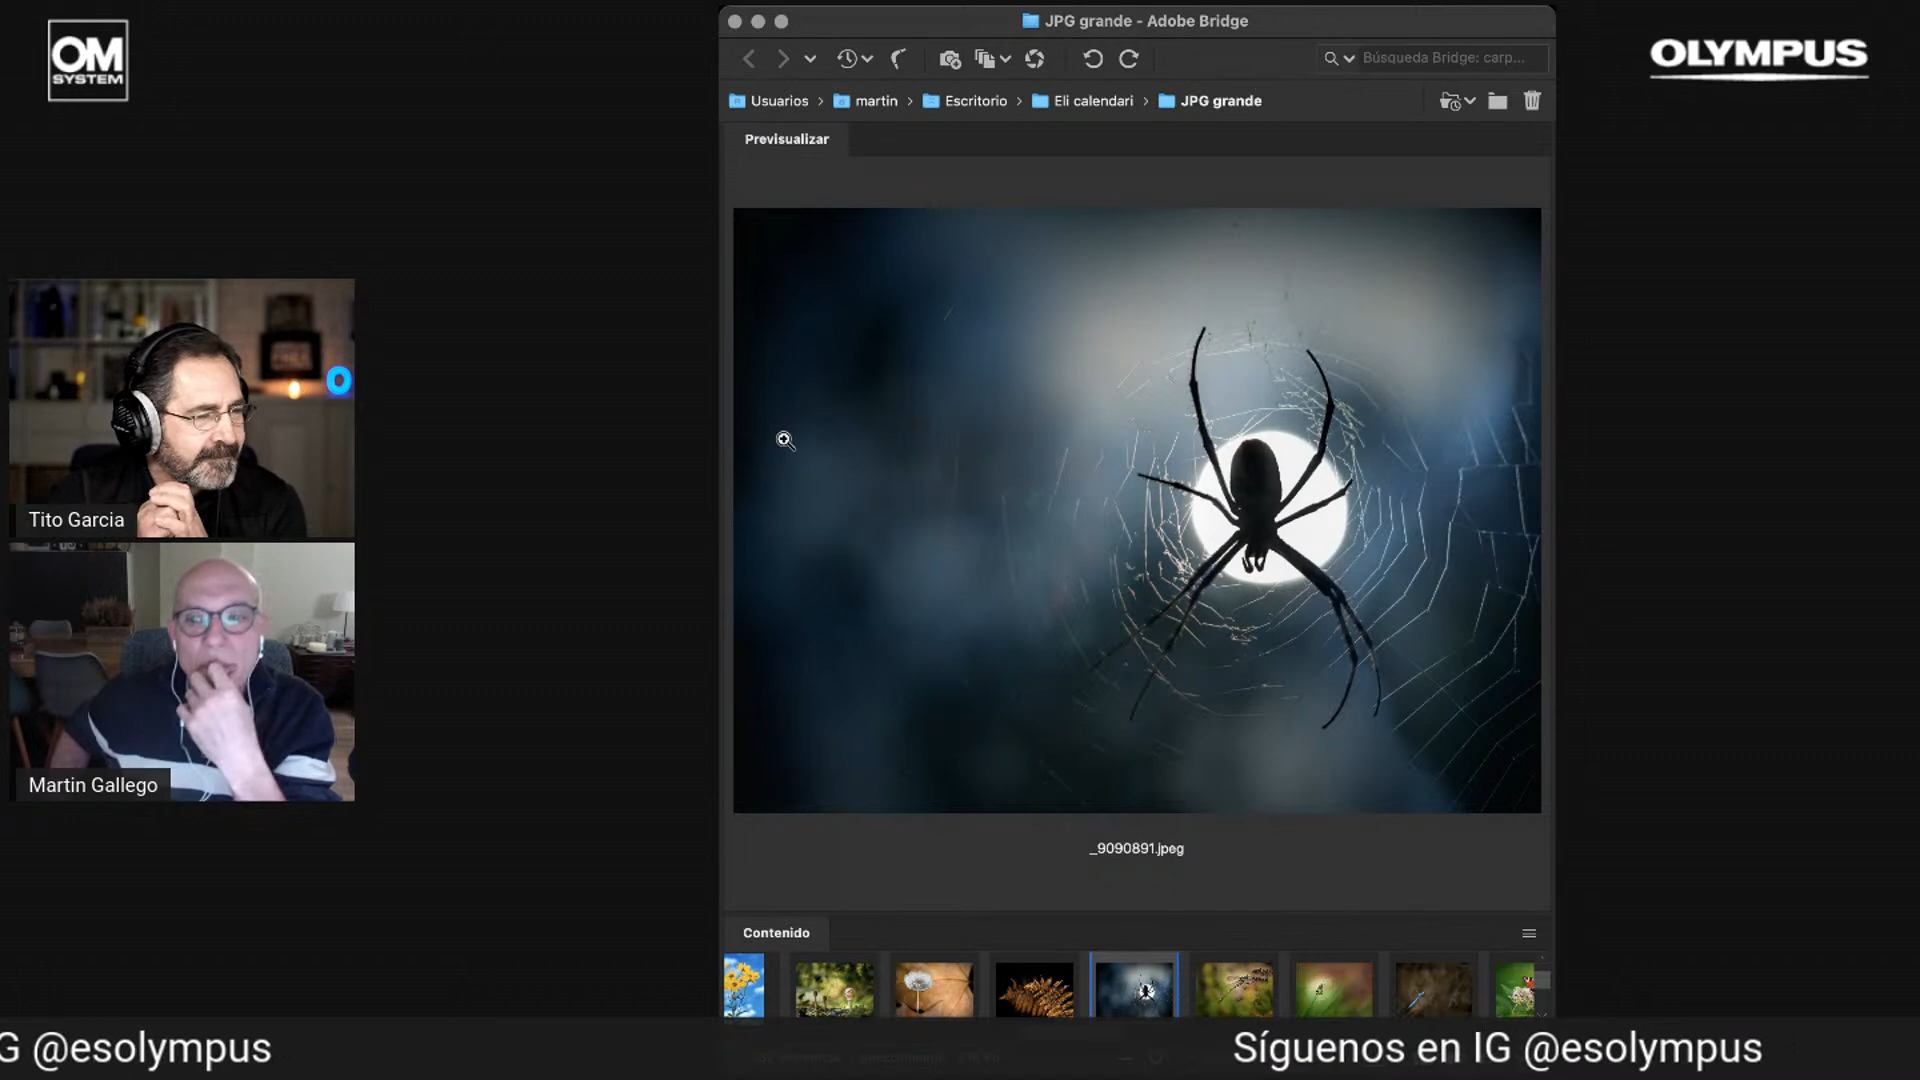 OM
SYSTEM
JPG grande - Adobe Bridge
OLYMPUS
Búsqueda Bridge: carp...
Usuarios > martin > Escritorio > Eli calendari > JPG grande
Previsualizar
Tito Garcia
Martin Gallego
_9090891.jpeg
Contenido
G @esolympus
Síguenos en IG @esolympus